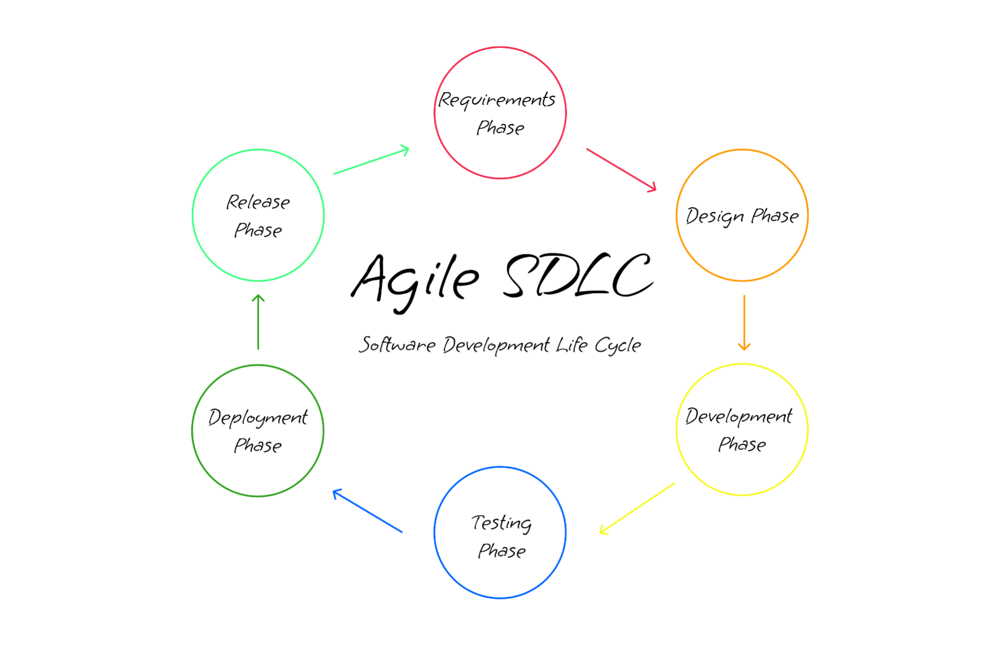 Requirements
Phase
Design Phase
Development
Phase
Testing
Phase
Deployment
Phase
Release
Phase
Agile SDLC
Software Development Life Cycle